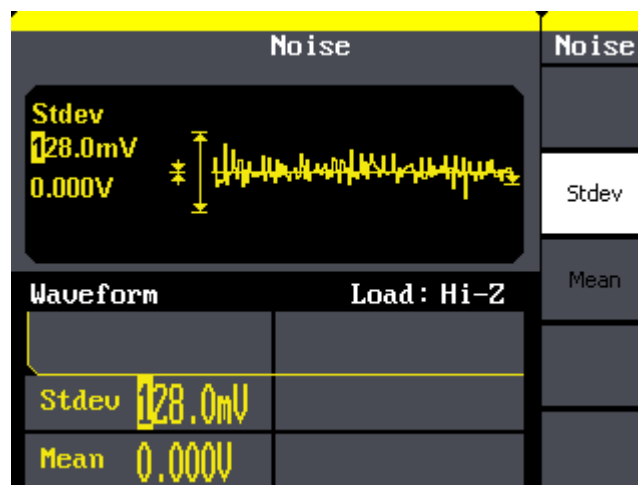 Noise
Noise
Stdev
128.0mV
0.000V
Stdev
Mean
Waveform Load: Hi-Z
Stdev 128.0mV
Mean 0.000V